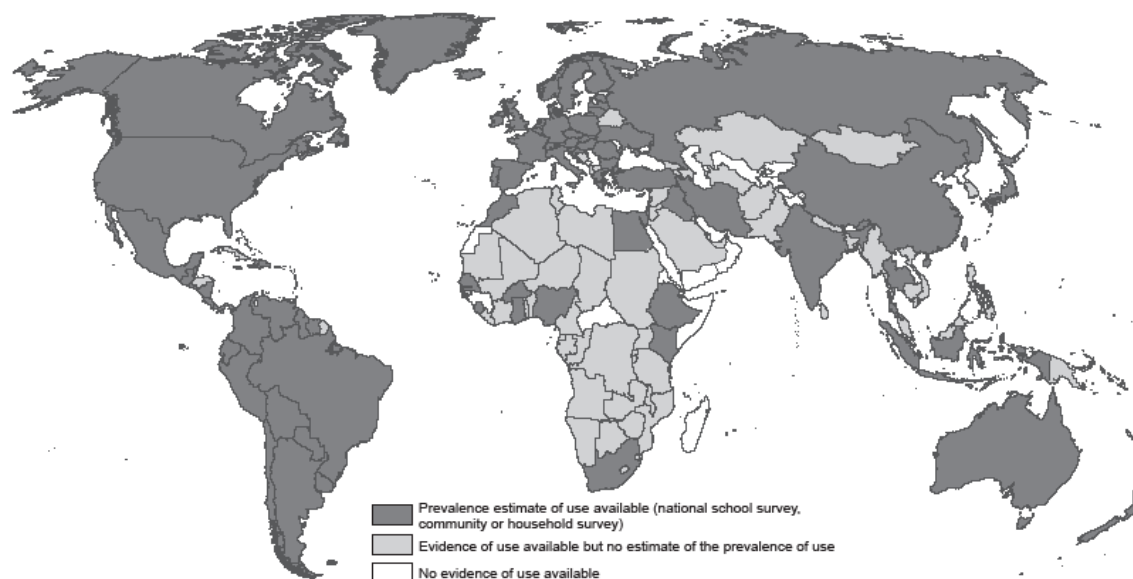 Prevalence estimate of use available (national school survey,
community or household survey)
Evidence of use available but no estimate of the prevalence of use
No evidence of use available